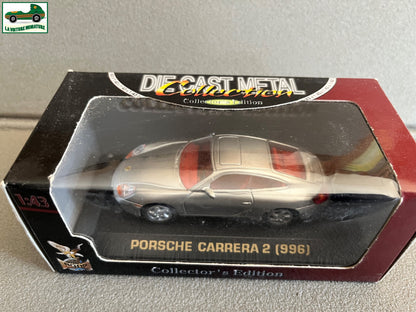 LA VOITURE MINIATURE
DIE CAST METAL
Collection
Collector's Edition
1:43
PORSCHE CARRERA 2 (996)
Collector's Edition